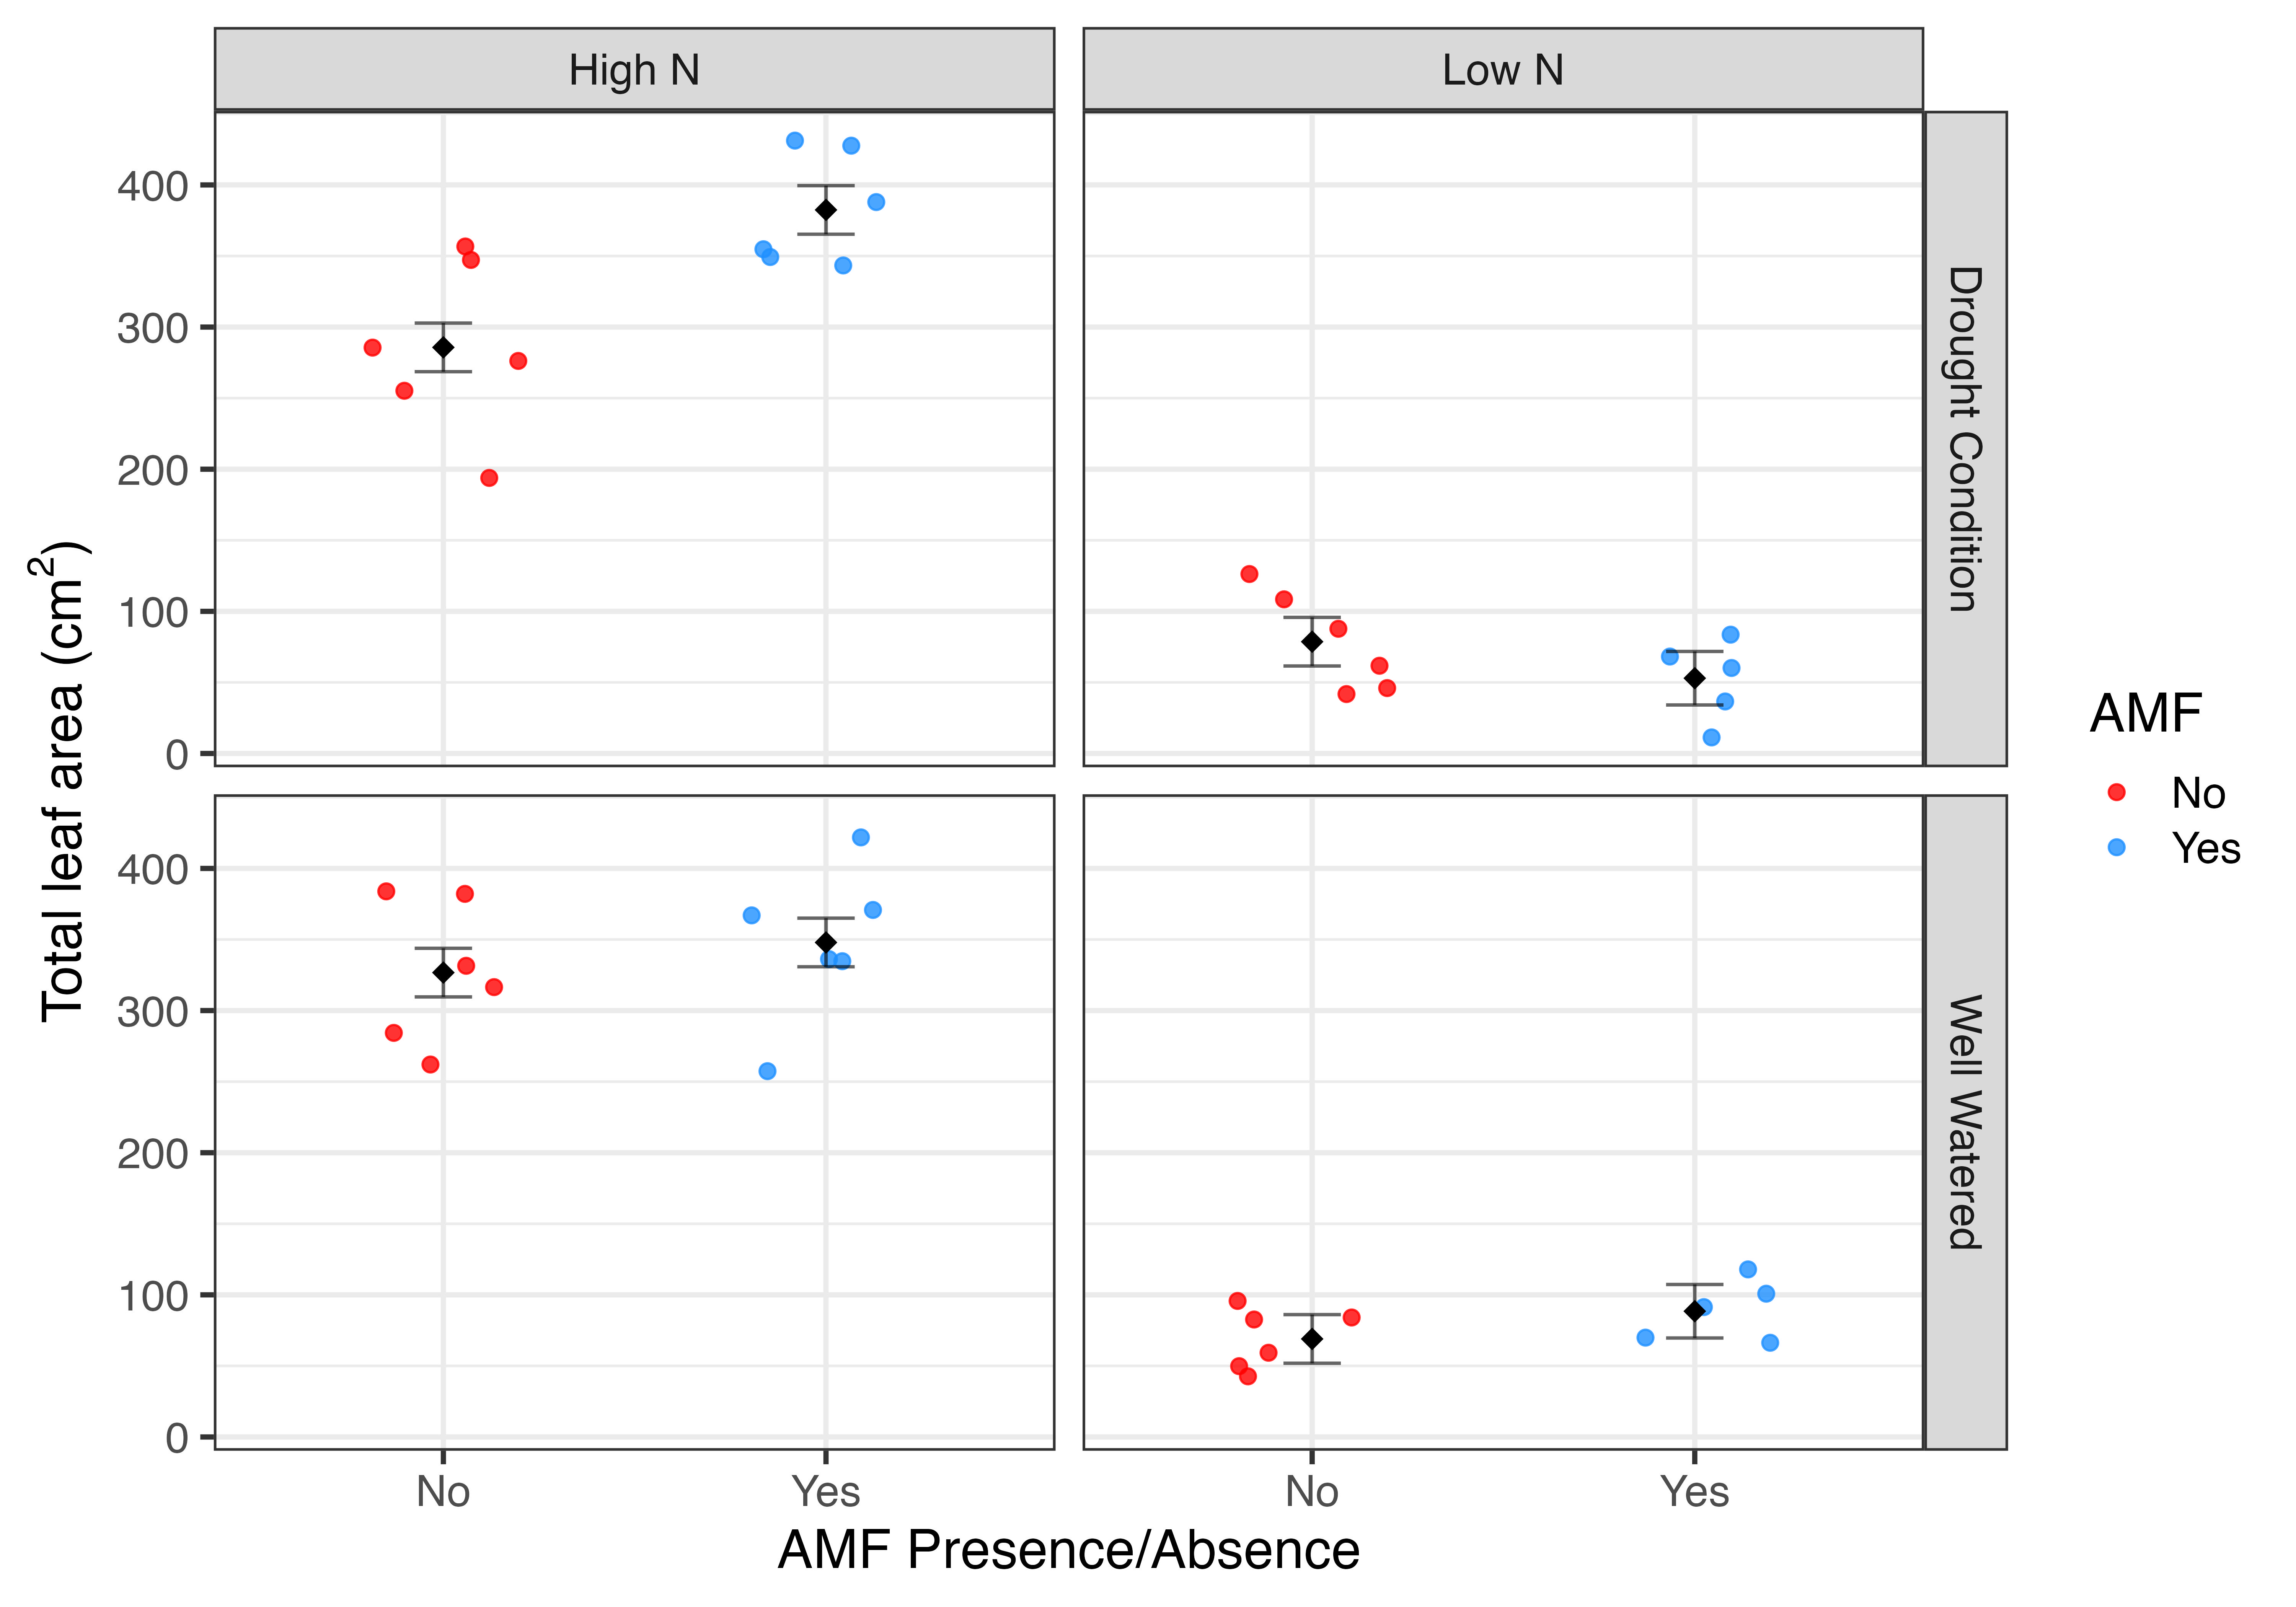 High N
Low N
400
300
200
100
0
Drought Condition
400
300
200
100
0
Well Watered
No
Yes
No
Yes
AMF Presence/Absence
Total leaf area (cm²)
AMF
No
Yes